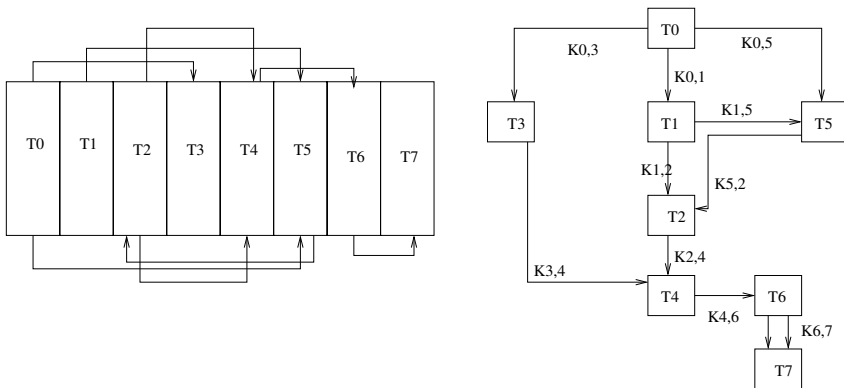 T0 T1 T2 T3 T4 T5 T6 T7
T0
K0,3
K0,5
K0,1
T3
T1
K1,5
T5
K1,2
K5,2
T2
K3,4
K2,4
T4
T6
K4,6
K6,7
T7